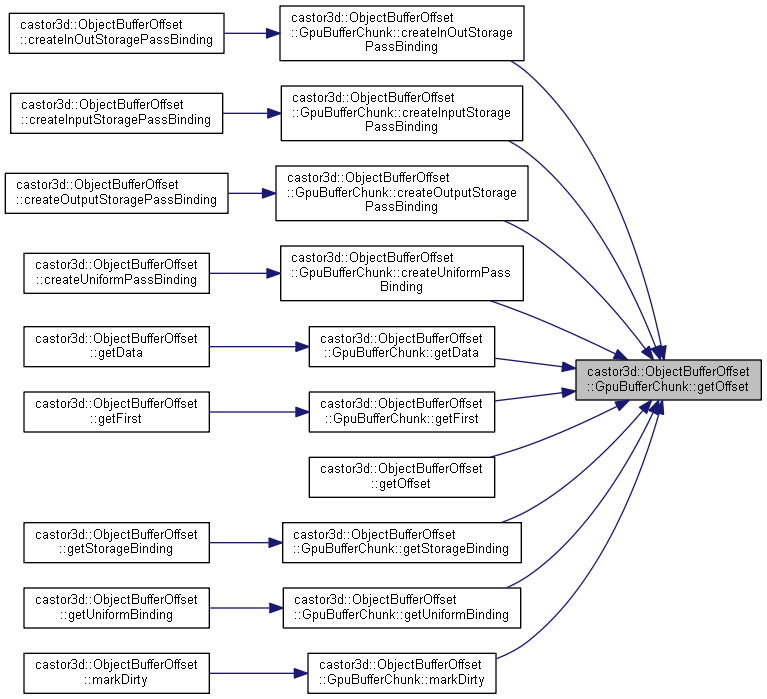 castor3d::ObjectBufferOffset
::createInOutStoragePassBinding
castor3d::ObjectBufferOffset
::GpuBufferChunk::createInOutStorage
PassBinding
castor3d::ObjectBufferOffset
::createInputStoragePassBinding
castor3d::ObjectBufferOffset
::GpuBufferChunk::createInputStorage
PassBinding
castor3d::ObjectBufferOffset
::createOutputStoragePassBinding
castor3d::ObjectBufferOffset
::GpuBufferChunk::createOutputStorage
PassBinding
castor3d::ObjectBufferOffset
::createUniformPassBinding
castor3d::ObjectBufferOffset
::GpuBufferChunk::createUniformPass
Binding
castor3d::ObjectBufferOffset
::getData
castor3d::ObjectBufferOffset
::GpuBufferChunk::getData
castor3d::ObjectBufferOffset
::GpuBufferChunk::getOffset
castor3d::ObjectBufferOffset
::getFirst
castor3d::ObjectBufferOffset
::GpuBufferChunk::getFirst
castor3d::ObjectBufferOffset
::getOffset
castor3d::ObjectBufferOffset
::getStorageBinding
castor3d::ObjectBufferOffset
::GpuBufferChunk::getStorageBinding
castor3d::ObjectBufferOffset
::getUniformBinding
castor3d::ObjectBufferOffset
::GpuBufferChunk::getUniformBinding
castor3d::ObjectBufferOffset
::markDirty
castor3d::ObjectBufferOffset
::GpuBufferChunk::markDirty